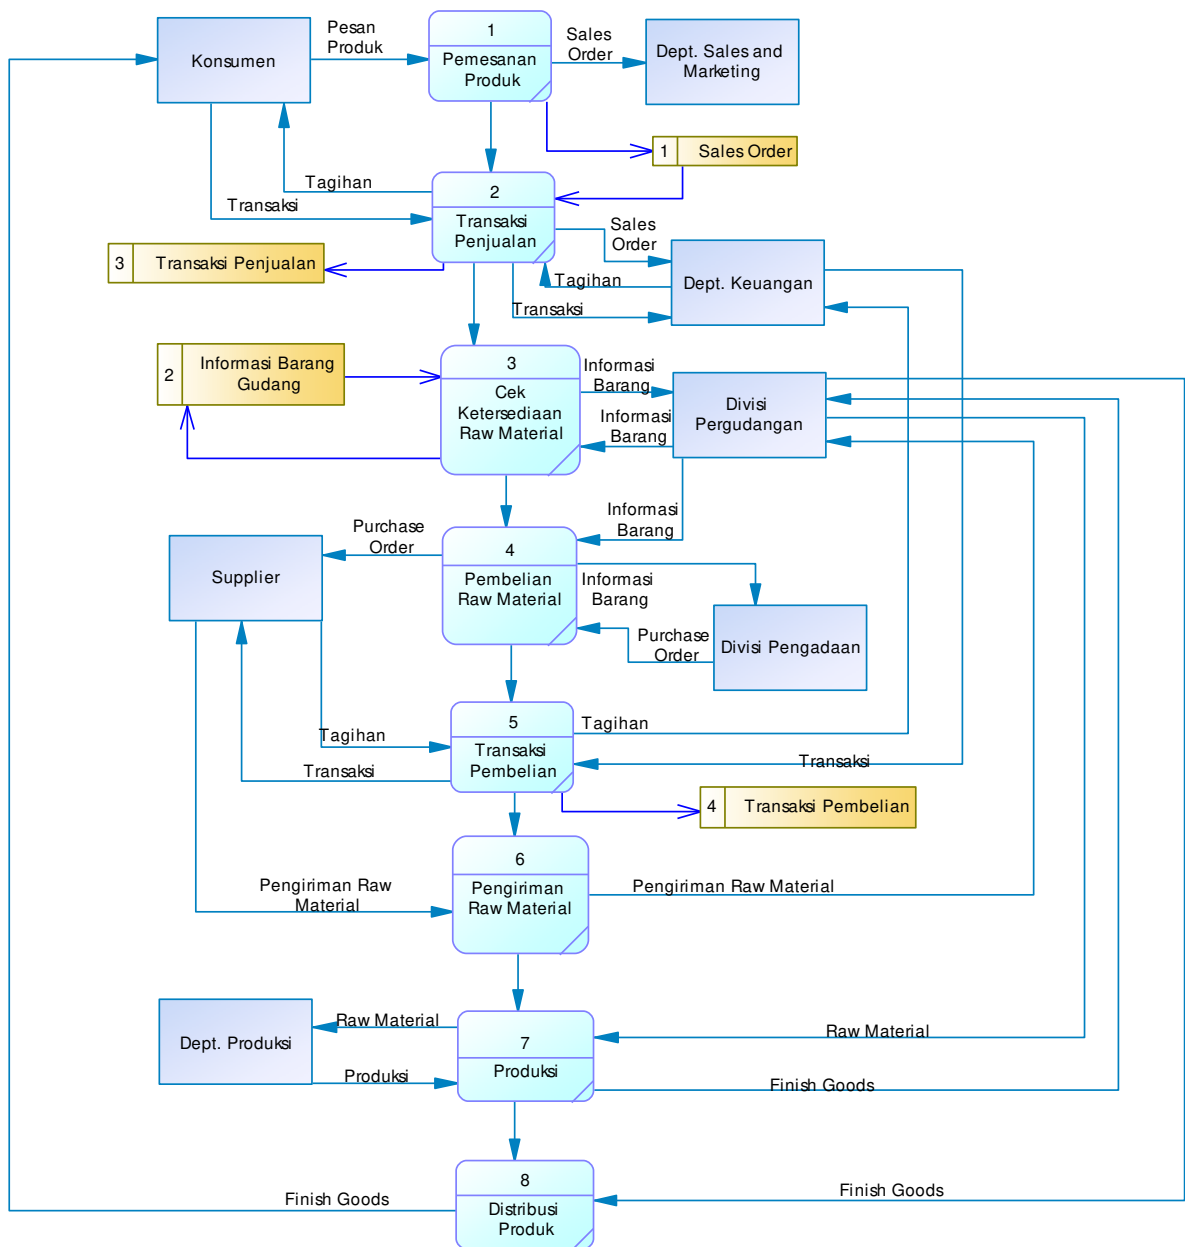 Konsumen
Pesan
Produk
1
Pemesanan
Produk
Sales
Order
Dept. Sales and
Marketing
1
Sales Order
Tagihan
Transaksi
2
Transaksi
Penjualan
Sales
Order
3
Transaksi Penjualan
Tagihan
Transaksi
Dept. Keuangan
2
Informasi Barang
Gudang
3
Cek
Ketersediaan
Raw Material
Informasi
Barang
Informasi
Barang
Divisi
Pergudangan
Informasi
Barang
Purchase
Order
Supplier
4
Pembelian
Raw Material
Informasi
Barang
Purchase
Order
Divisi Pengadaan
Tagihan
Transaksi
5
Transaksi
Pembelian
Tagihan
Transaksi
4
Transaksi Pembelian
Pengiriman Raw
Material
6
Pengiriman
Raw Material
Pengiriman Raw Material
Dept. Produksi
Raw Material
Produksi
7
Produksi
Raw Material
Finish Goods
Finish Goods
8
Distribusi
Produk
Finish Goods